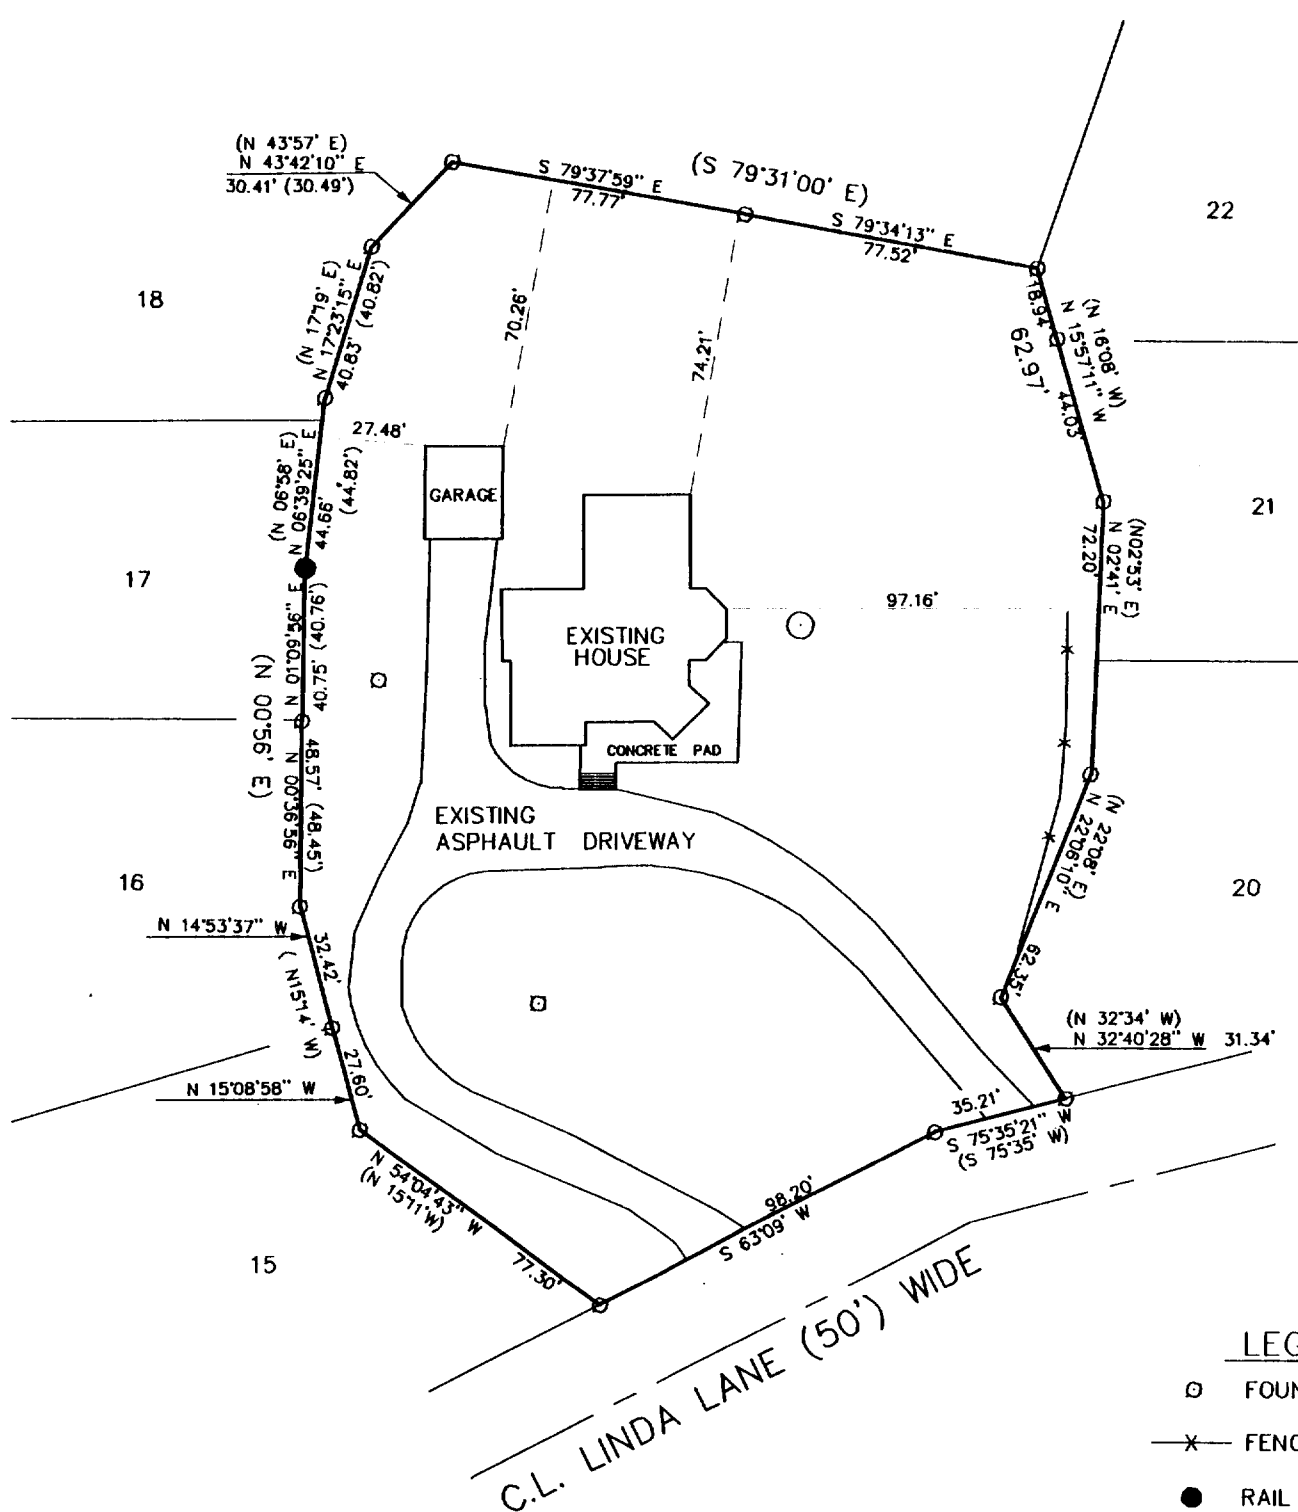 (N 43°57' E)
N 43°42'10" E
30.41' (30.49')
S 79°37'59" E
77.77'
(S 79°31'00' E)
S 79°34'13" E
77.52'
22
18
(N 17°19' E)
N 17°23'15" E
40.83' (40.82')
70.26'
74.21'
18.94'
62.97'
(N 16°08' W)
N 15°57'11" W
44.03'
27.48'
(N 06°58' E)
N 06°39'25" E
44.66'
(44.82')
GARAGE
21
17
(N02°53' E)
N 02°41' E
72.20'
97.16'
EXISTING
HOUSE
N 01°09'56" E
40.75' (40.76')
(N 00°56' E)
CONCRETE PAD
N 00°36'56" E
48.57' (48.45')
EXISTING
ASPHAULT DRIVEWAY
(N 22°08' E)
N 22°06'10" E
62.35'
16
20
N 14°53'37" W
32.42'
( N15°14' W)
(N 32°34' W)
N 32°40'28" W 31.34'
N 15°08'58" W
27.60'
35.21'
S 75°35'21" W
(S 75°35' W)
N 54°04'43" W
(N 15°11'W)
77.30'
98.20'
S 63°09' W
15
C.L. LINDA LANE (50') WIDE
LEG
FOUN
FENC
RAIL